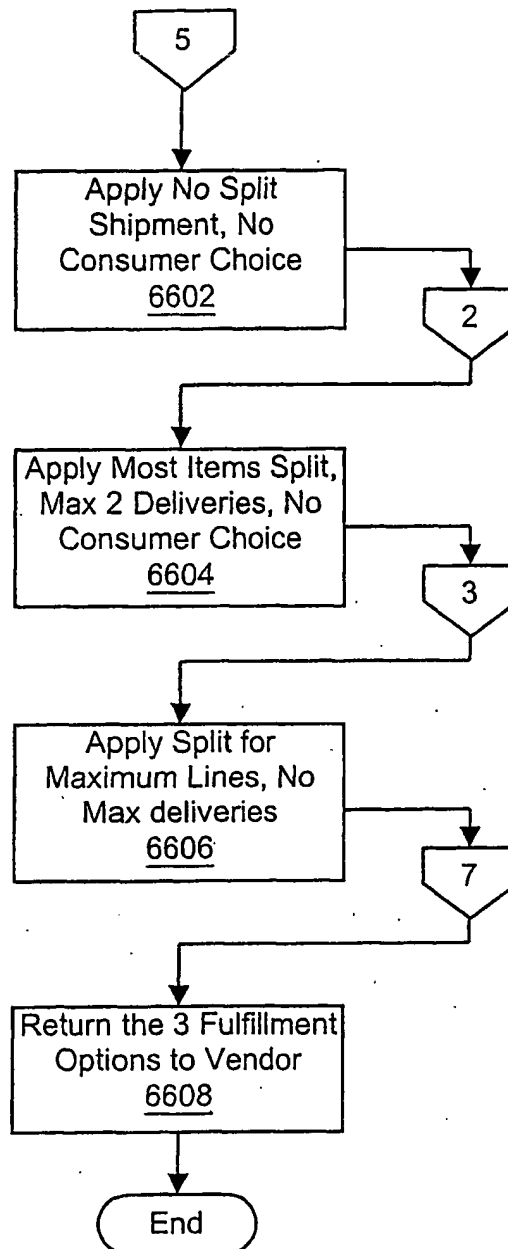 5
Apply No Split
Shipment, No
Consumer Choice
6602
2
Apply Most Items Split,
Max 2 Deliveries, No
Consumer Choice
6604
3
Apply Split for
Maximum Lines, No
Max deliveries
6606
7
Return the 3 Fulfillment
Options to Vendor
6608
End